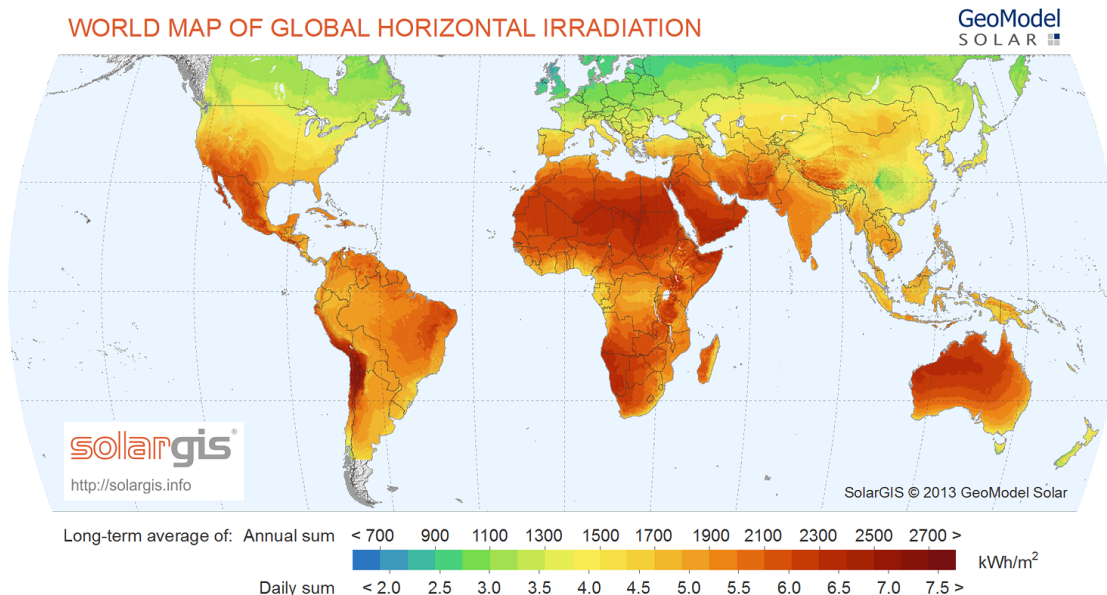 WORLD MAP OF GLOBAL HORIZONTAL IRRADIATION
GeoModel
SOLAR
solargis®
http://solargis.info
SolarGIS © 2013 GeoModel Solar
Long-term average of: Annual sum < 700 900 1100 1300 1500 1700 1900 2100 2300 2500 2700 >
kWh/m²
Daily sum < 2.0 2.5 3.0 3.5 4.0 4.5 5.0 5.5 6.0 6.5 7.0 7.5 >